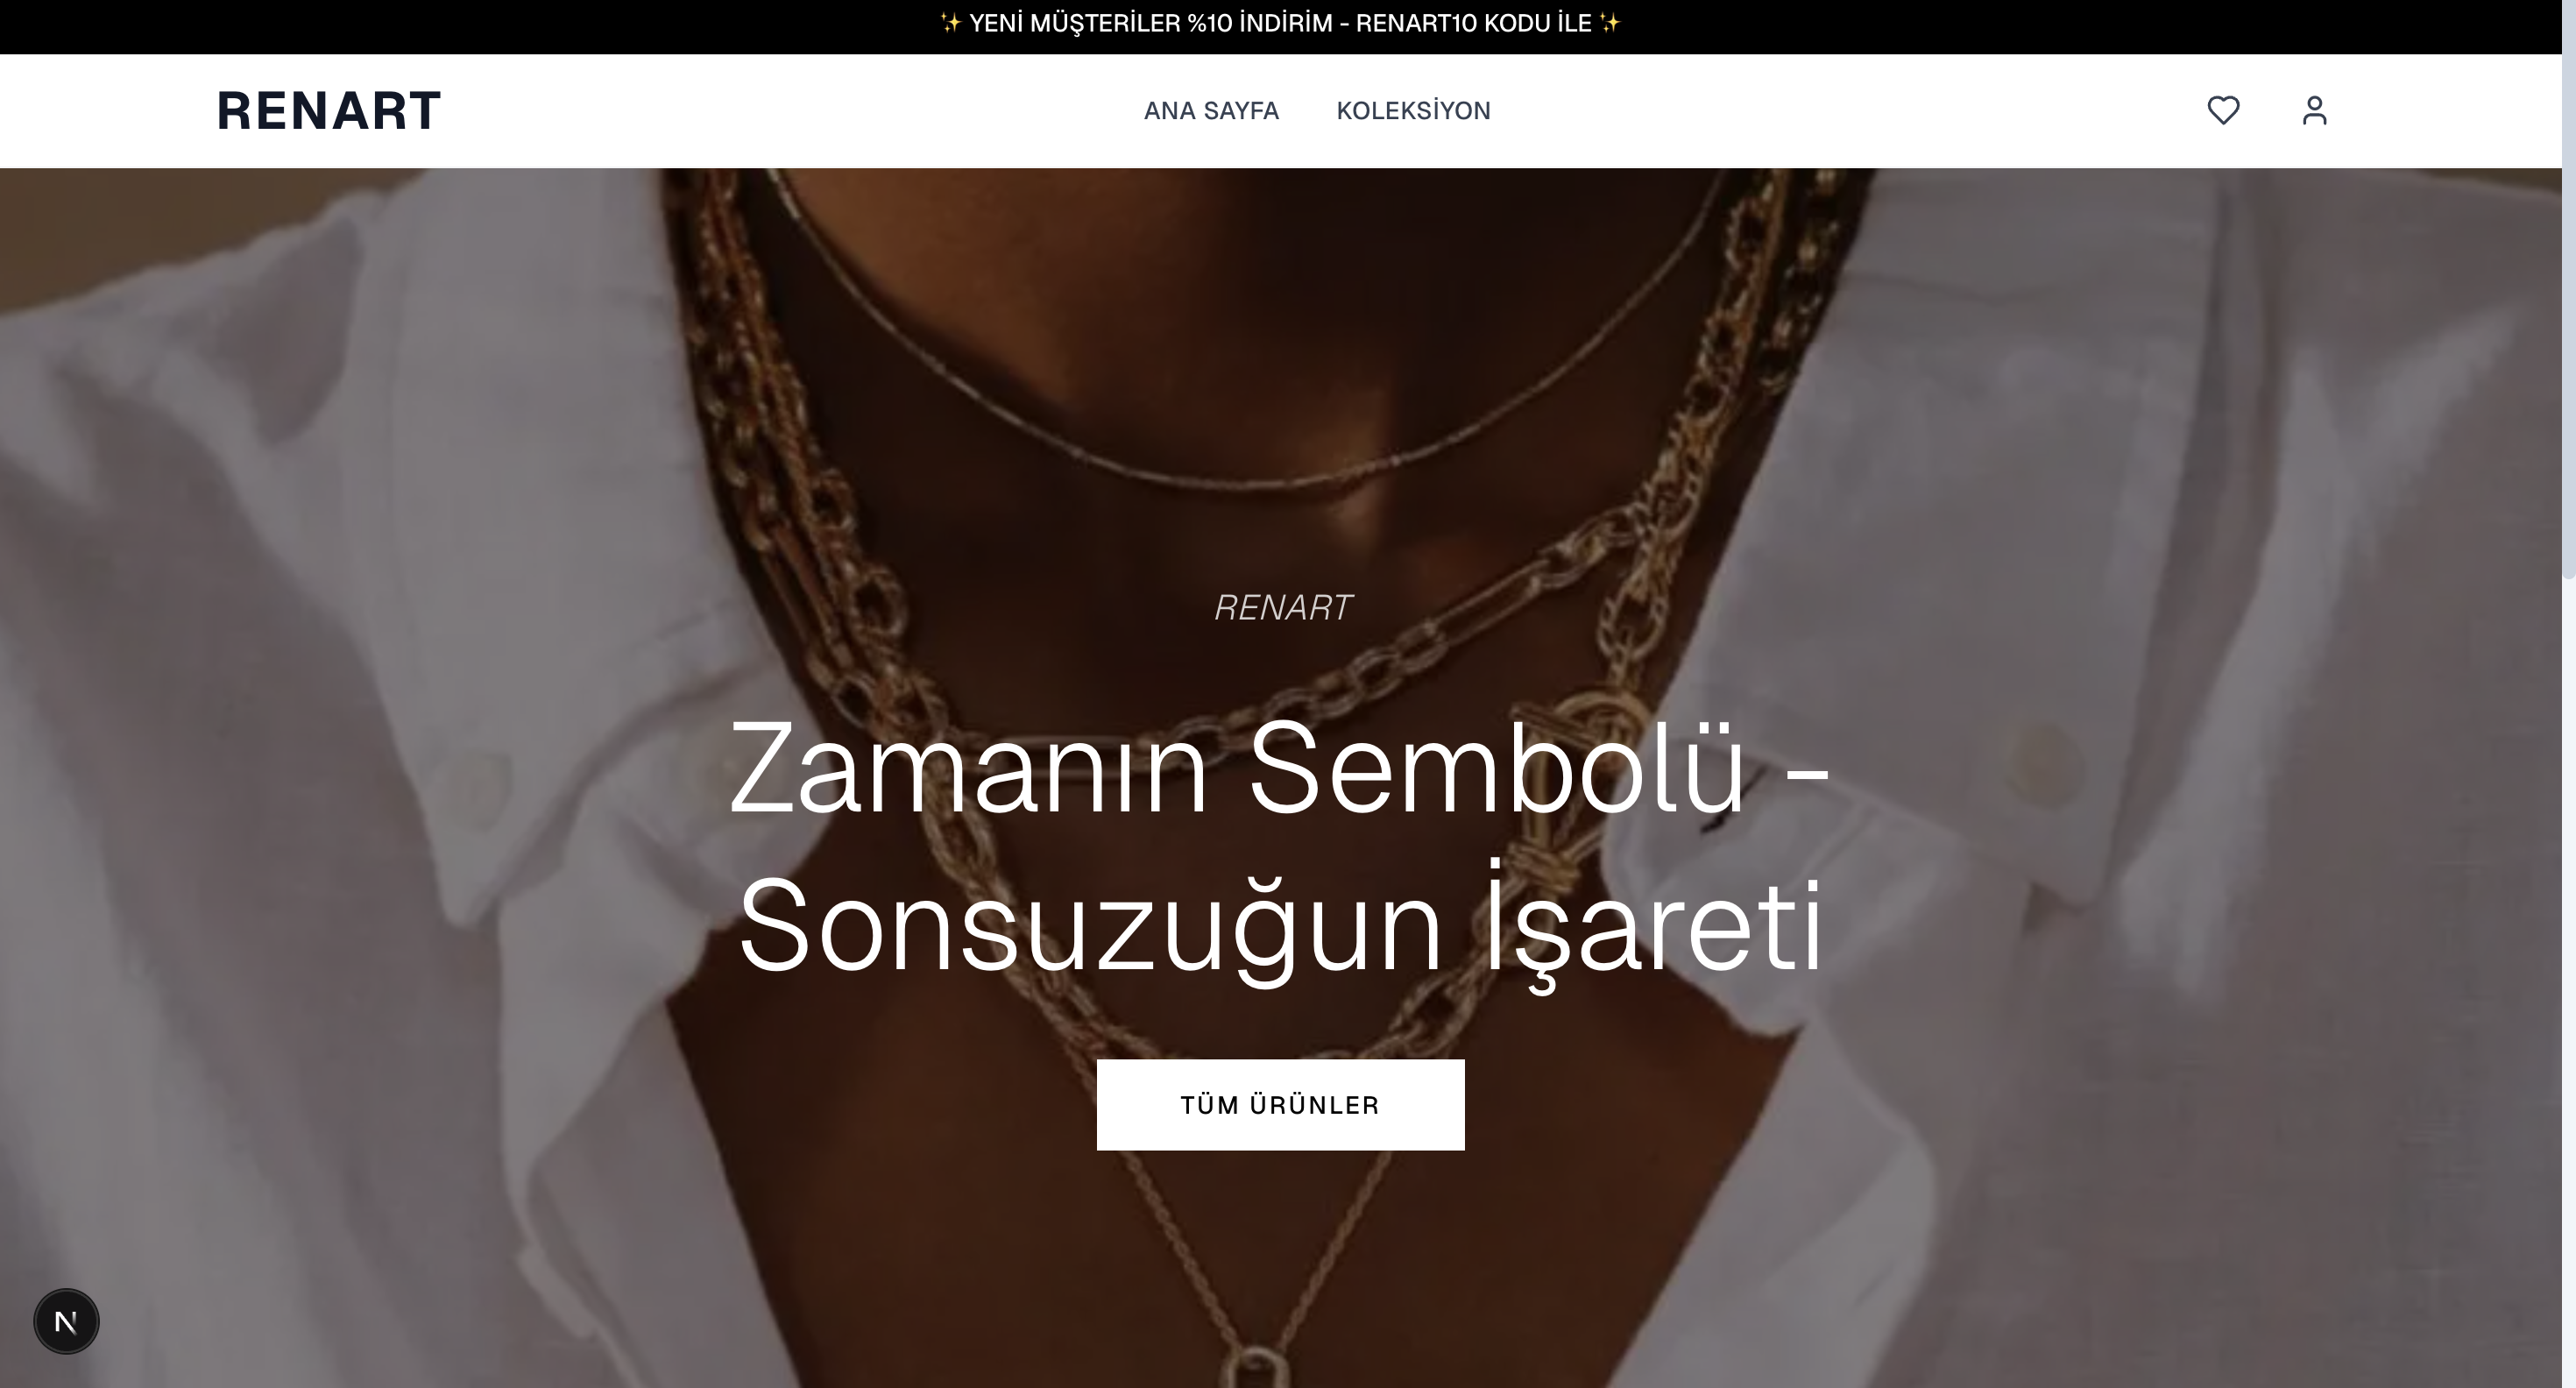 ✨ YENİ MÜŞTERİLER %10 İNDİRİM - RENART10 KODU İLE ✨
RENART
ANA SAYFA
KOLEKSİYON
RENART
Zamanın Sembolü -
Sonsuzuğun İşareti
TÜM ÜRÜNLER
N